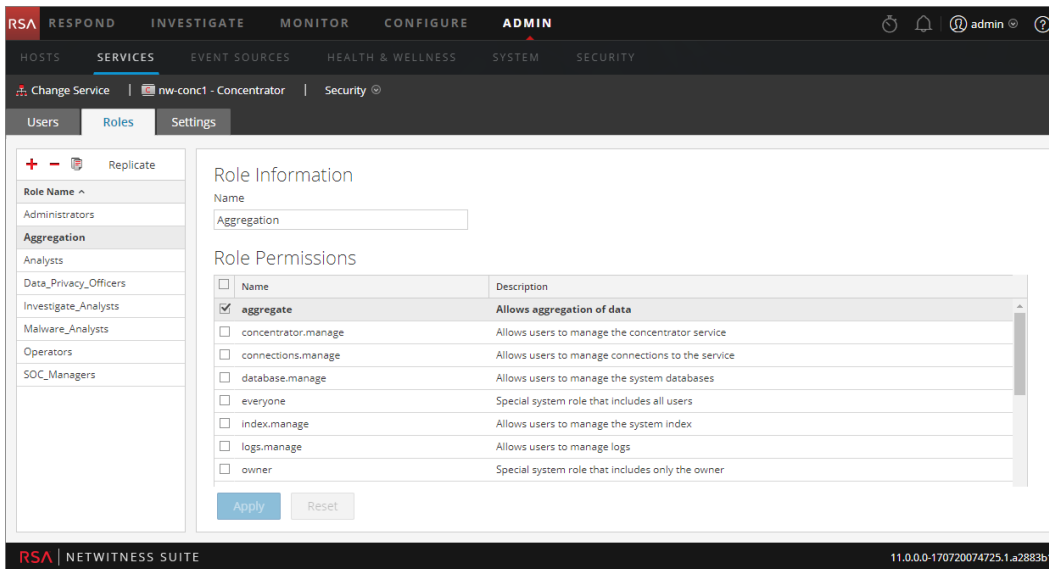 RSA RESPOND INVESTIGATE MONITOR CONFIGURE ADMIN admin
HOSTS SERVICES EVENT SOURCES HEALTH & WELLNESS SYSTEM SECURITY
Change Service | nw-conc1 - Concentrator | Security
Users Roles Settings
Replicate
Role Name
Administrators
Aggregation
Analysts
Data_Privacy_Officers
Investigate_Analysts
Malware_Analysts
Operators
SOC_Managers
Role Information
Name
Aggregation
Role Permissions
Name Description
aggregate Allows aggregation of data
concentrator.manage Allows users to manage the concentrator service
connections.manage Allows users to manage connections to the service
database.manage Allows users to manage the system databases
everyone Special system role that includes all users
index.manage Allows users to manage the system index
logs.manage Allows users to manage logs
owner Special system role that includes only the owner
Apply Reset
RSA | NETWITNESS SUITE 11.0.0.0-170720074725.1.a2883b